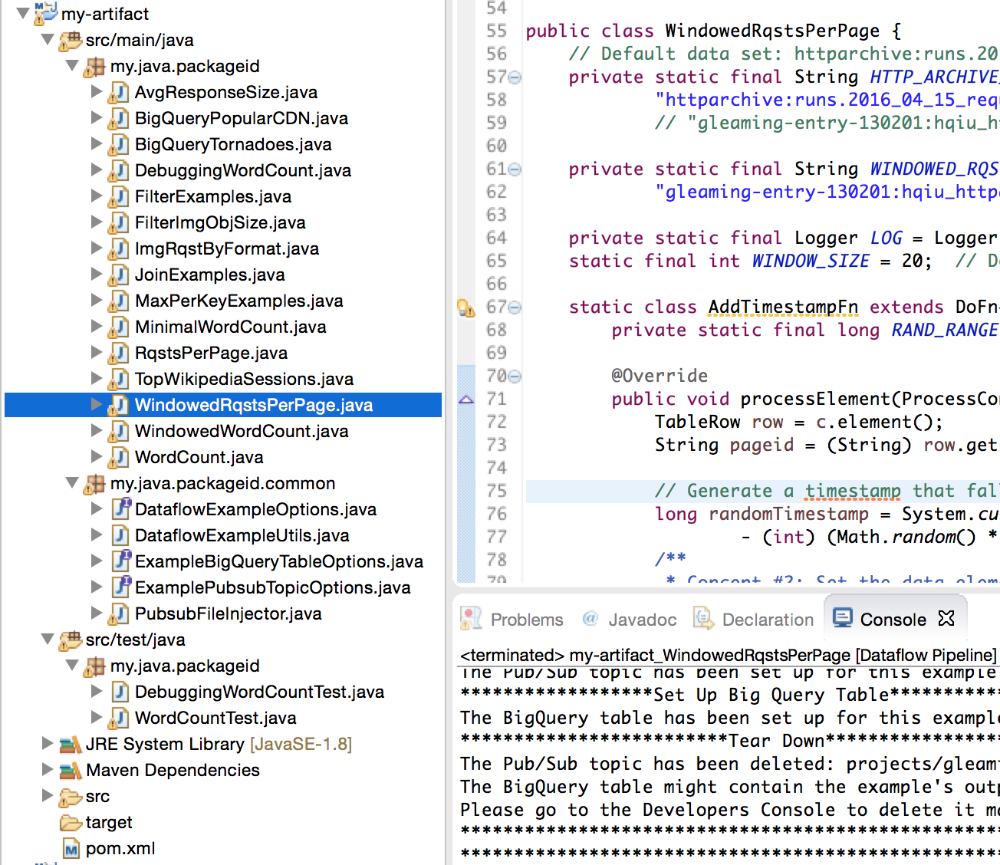 my-artifact
src/main/java
my.java.packageid
AvgResponseSize.java
BigQueryPopularCDN.java
BigQueryTornadoes.java
DebuggingWordCount.java
FilterExamples.java
FilterImgObjSize.java
ImgRqstByFormat.java
JoinExamples.java
MaxPerKeyExamples.java
MinimalWordCount.java
RqstsPerPage.java
TopWikipediaSessions.java
WindowedRqstsPerPage.java
WindowedWordCount.java
WordCount.java
my.java.packageid.common
DataflowExampleOptions.java
DataflowExampleUtils.java
ExampleBigQueryTableOptions.java
ExamplePubsubTopicOptions.java
PubsubFileInjector.java
src/test/java
my.java.packageid
DebuggingWordCountTest.java
WordCountTest.java
JRE System Library [JavaSE-1.8]
Maven Dependencies
src
target
pom.xml
54
55 public class WindowedRqstsPerPage {
56 // Default data set: httparchive:runs.20
57 private static final String HTTP_ARCHIVE_
58 "httparchive:runs.2016_04_15_req
59 // "gleaming-entry-130201:hqiu_h
60
61 private static final String WINDOWED_RQS
62 "gleaming-entry-130201:hqiu_http
63
64 private static final Logger LOG = Logger
65 static final int WINDOW_SIZE = 20; // D
66
67 static class AddTimestampFn extends DoFn
68 private static final long RAND_RANGE
69
70 @Override
71 public void processElement(ProcessCon
72 TableRow row = c.element();
73 String pageid = (String) row.get
74
75 // Generate a timestamp that fal
76 long randomTimestamp = System.cu
77 - (int) (Math.random() *
78 /**
79 * Concept #2: Set the data elem
Problems Javadoc Declaration Console
<terminated> my-artifact_WindowedRqstsPerPage [Dataflow Pipeline]
The Pub/Sub topic has been set up for this example
******************Set Up Big Query Table***********
The BigQuery table has been set up for this example
*************************Tear Down*****************
The Pub/Sub topic has been deleted: projects/gleam
The BigQuery table might contain the example's outp
Please go to the Developers Console to delete it ma
***************************************************
***************************************************